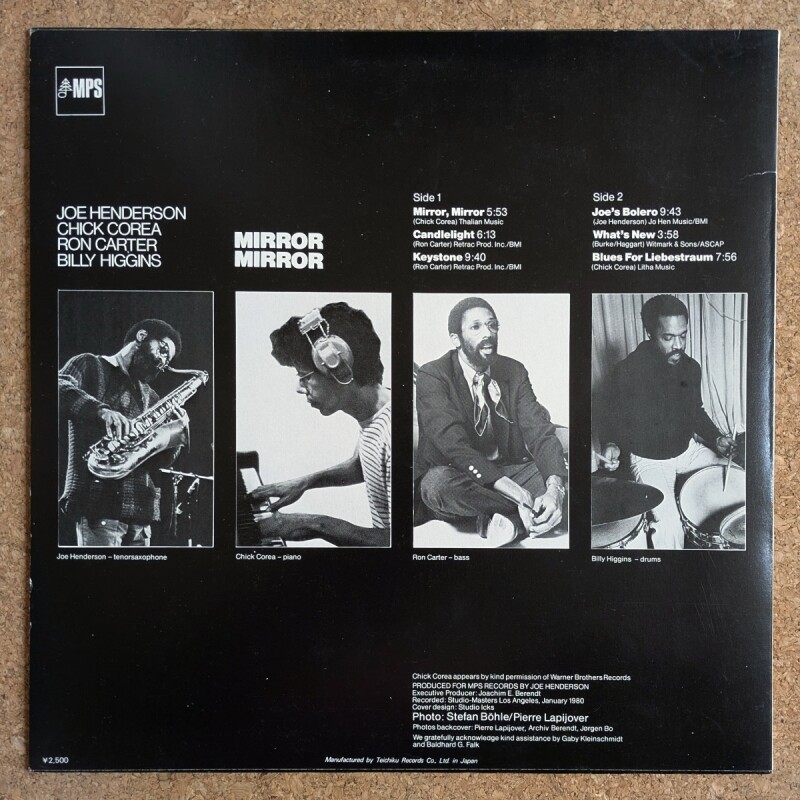 MPS
JOE HENDERSON
CHICK COREA
RON CARTER
BILLY HIGGINS
MIRROR
MIRROR
Side 1
Mirror, Mirror 5:53
(Chick Corea) Thalian Music
Candlelight 6:13
(Ron Carter) Retrac Prod. Inc./BMI
Keystone 9:40
(Ron Carter) Retrac Prod. Inc./BMI
Side 2
Joe's Bolero 9:43
(Joe Henderson) Jo Hen Music/BMI
What's New 3:58
(Burke/Haggart) Witmark & Sons/ASCAP
Blues For Liebestraum 7:56
(Chick Corea) Litha Music
Joe Henderson – tenorsaxophone
Chick Corea – piano
Ron Carter – bass
Billy Higgins – drums
Chick Corea appears by kind permission of Warner Brothers Records
PRODUCED FOR MPS RECORDS BY JOE HENDERSON
Executive Producer: Joachim E. Berendt
Recorded: Studio-Masters Los Angeles, January 1980
Cover design: Studio Icks
Photo: Stefan Böhle/Pierre Lapijover
Photos backcover: Pierre Lapijover, Archiv Berendt, Jørgen Bo
We gratefully acknowledge kind assistance by Gaby Kleinschmidt
and Baldhard G. Falk
¥2,500
Manufactured by Teichiku Records Co., Ltd. in Japan